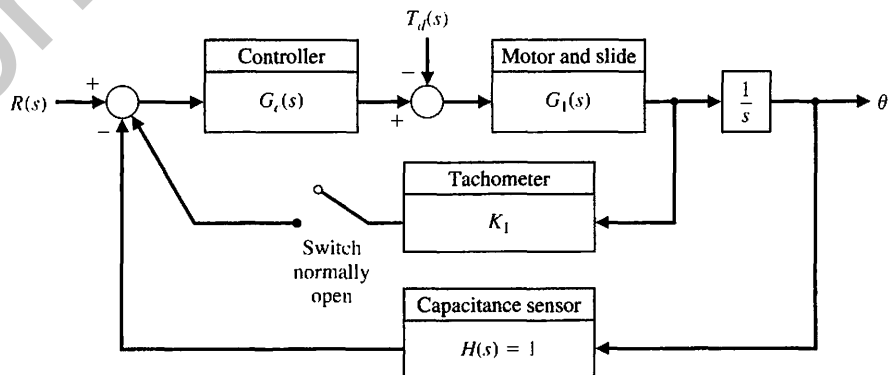 T_d(s)
Controller
Motor and slide
R(s)
+
−
G_c(s)
−
+
G_1(s)
1/s
θ
Tachometer
K_1
Switch
normally
open
Capacitance sensor
H(s) = 1